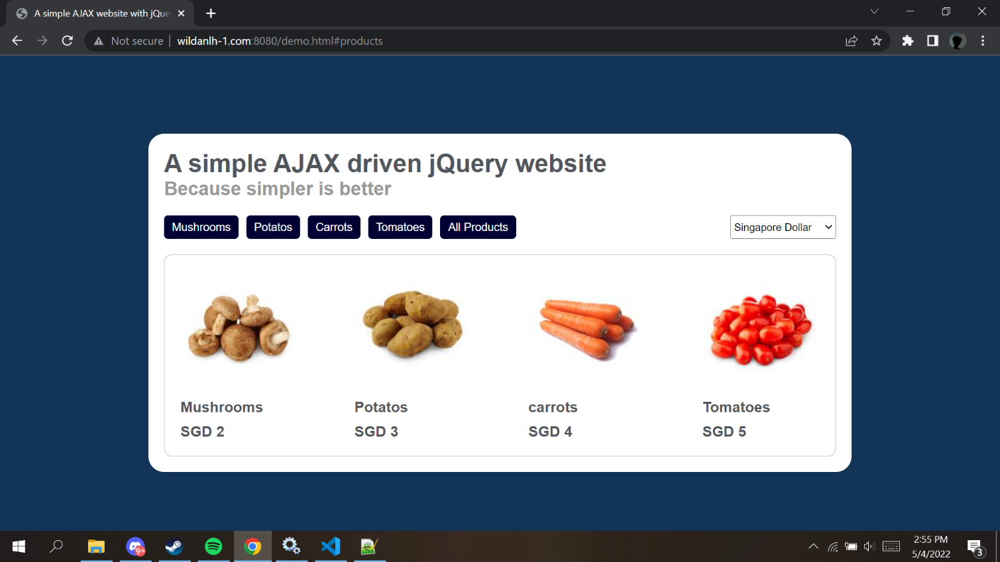 A simple AJAX website with jQue
Not secure
wildanlh-1.com:8080/demo.html#products
A simple AJAX driven jQuery website
Because simpler is better
Mushrooms Potatos Carrots Tomatoes All Products Singapore Dollar
Mushrooms Potatos carrots Tomatoes
SGD 2 SGD 3 SGD 4 SGD 5
9+
2:55 PM
5/4/2022
3